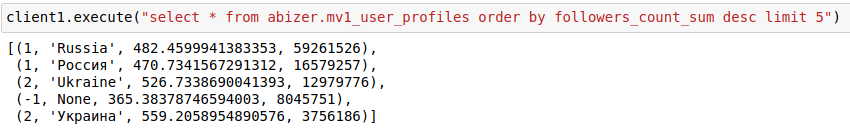 client1.execute("select * from abizer.mv1_user_profiles order by followers_count_sum desc limit 5")
[(1, 'Russia', 482.4599941383353, 59261526),
(1, 'Россия', 470.7341567291312, 16579257),
(2, 'Ukraine', 526.7338690041393, 12979776),
(-1, None, 365.38378746594003, 8045751),
(2, 'Украина', 559.2058954890576, 3756186)]